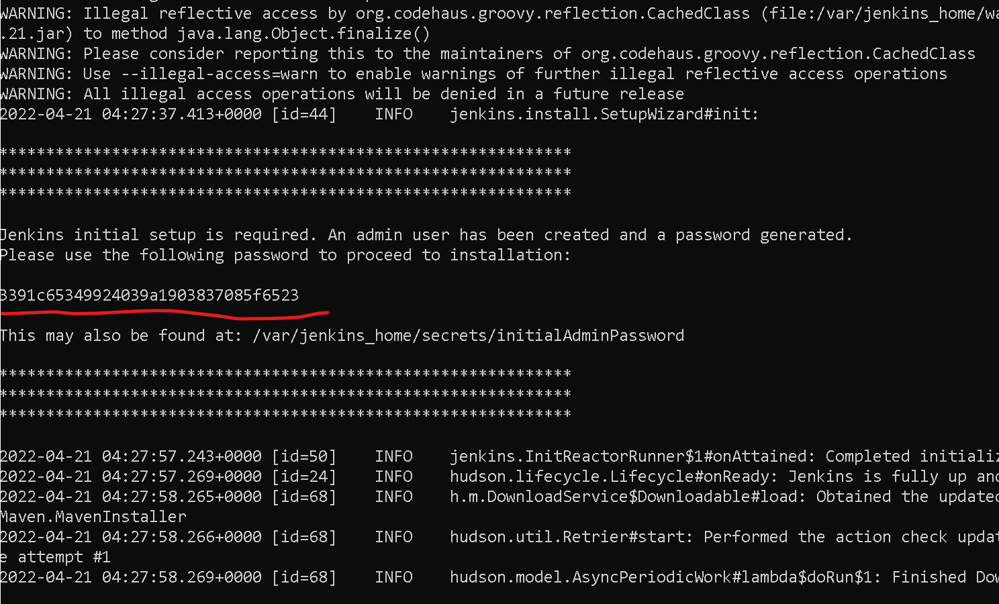 WARNING: Illegal reflective access by org.codehaus.groovy.reflection.CachedClass (file:/var/jenkins_home/wa
.21.jar) to method java.lang.Object.finalize()
WARNING: Please consider reporting this to the maintainers of org.codehaus.groovy.reflection.CachedClass
WARNING: Use --illegal-access=warn to enable warnings of further illegal reflective access operations
WARNING: All illegal access operations will be denied in a future release
2022-04-21 04:27:37.413+0000 [id=44]    INFO    jenkins.install.SetupWizard#init:
*************************************************************
*************************************************************
*************************************************************
Jenkins initial setup is required. An admin user has been created and a password generated.
Please use the following password to proceed to installation:
3391c65349924039a1903837085f6523
This may also be found at: /var/jenkins_home/secrets/initialAdminPassword
*************************************************************
*************************************************************
*************************************************************
2022-04-21 04:27:57.243+0000 [id=50]    INFO    jenkins.InitReactorRunner$1#onAttained: Completed initializ
2022-04-21 04:27:57.269+0000 [id=24]    INFO    hudson.lifecycle.Lifecycle#onReady: Jenkins is fully up and
2022-04-21 04:27:58.265+0000 [id=68]    INFO    h.m.DownloadService$Downloadable#load: Obtained the updated
Maven.MavenInstaller
2022-04-21 04:27:58.266+0000 [id=68]    INFO    hudson.util.Retrier#start: Performed the action check updat
e attempt #1
2022-04-21 04:27:58.269+0000 [id=68]    INFO    hudson.model.AsyncPeriodicWork#lambda$doRun$1: Finished Dow